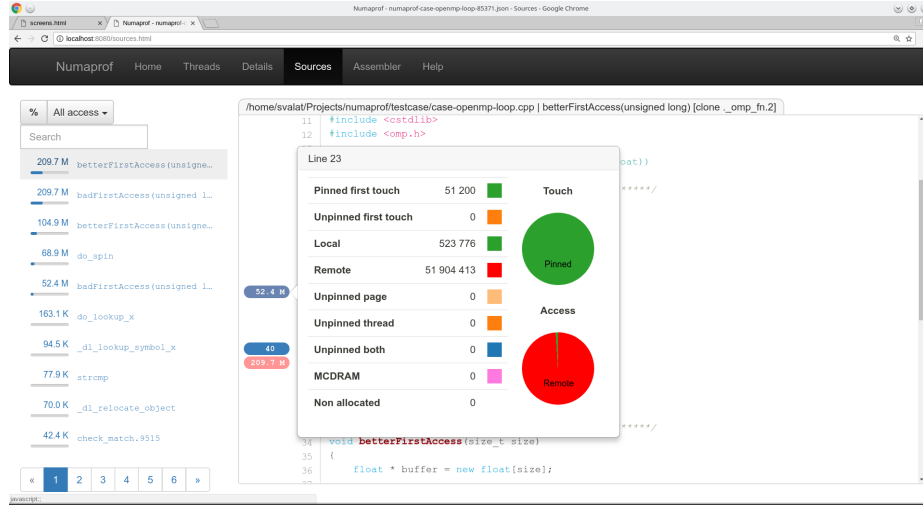 Numaprof - numaprof-case-openmp-loop-85371.json - Sources - Google Chrome
screens.html x Numaprof - numaprof-c x
localhost:8080/sources.html
Numaprof Home Threads Details Sources Assembler Help
% All access
Search
209.7 M betterFirstAccess(unsigne…
209.7 M badFirstAccess(unsigned l…
104.9 M betterFirstAccess(unsigne…
68.9 M do_spin
52.4 M badFirstAccess(unsigned l…
163.1 K do_lookup_x
94.5 K _dl_lookup_symbol_x
77.9 K strcmp
70.0 K _dl_relocate_object
42.4 K check_match.9515
« 1 2 3 4 5 6 »
javascript:;
/home/svalat/Projects/numaprof/testcase/case-openmp-loop.cpp | betterFirstAccess(unsigned long) [clone ._omp_fn.2]
11 #include <cstdlib>
12 #include <omp.h>
oat))
*****/
52.4 M
40
209.7 M
Line 23
Pinned first touch 51 200
Unpinned first touch 0
Local 523 776
Remote 51 904 413
Unpinned page 0
Unpinned thread 0
Unpinned both 0
MCDRAM 0
Non allocated 0
Touch
Pinned
Access
Remote
*****/
34 void betterFirstAccess(size_t size)
35 {
36 float * buffer = new float[size];